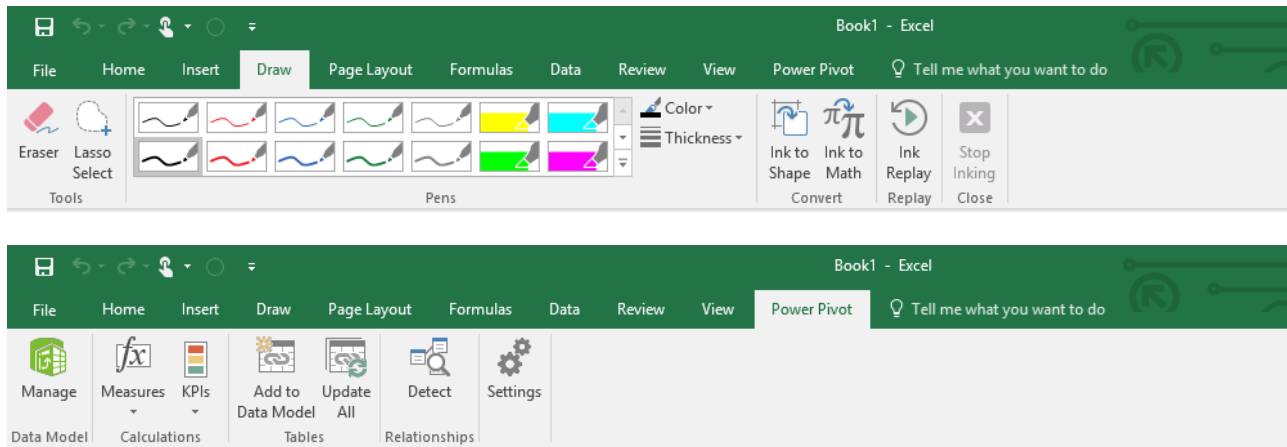 Book1 - Excel
File Home Insert Draw Page Layout Formulas Data Review View Power Pivot Tell me what you want to do
Color
Thickness
Eraser Lasso Select
Ink to Shape Ink to Math Ink Replay Stop Inking
Tools Pens Convert Replay Close
Book1 - Excel
File Home Insert Draw Page Layout Formulas Data Review View Power Pivot Tell me what you want to do
fx
Manage Measures KPIs Add to Data Model Update All Detect Settings
Data Model Calculations Tables Relationships